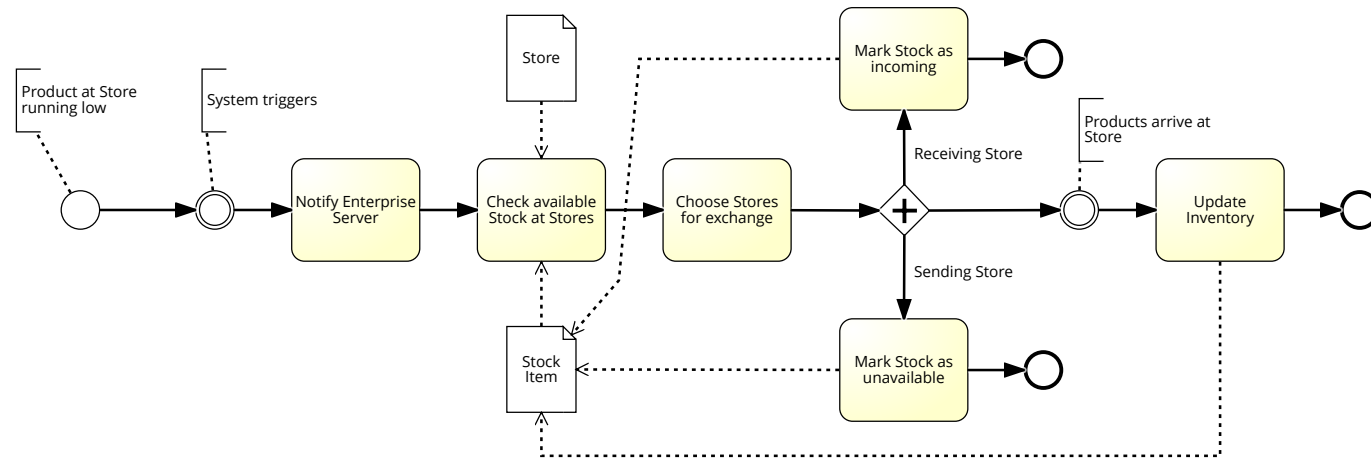 Product at Store
running low
System triggers
Notify Enterprise
Server
Store
Check available
Stock at Stores
Stock
Item
Choose Stores
for exchange
Mark Stock as
incoming
Receiving Store
Sending Store
Mark Stock as
unavailable
Products arrive at
Store
Update
Inventory